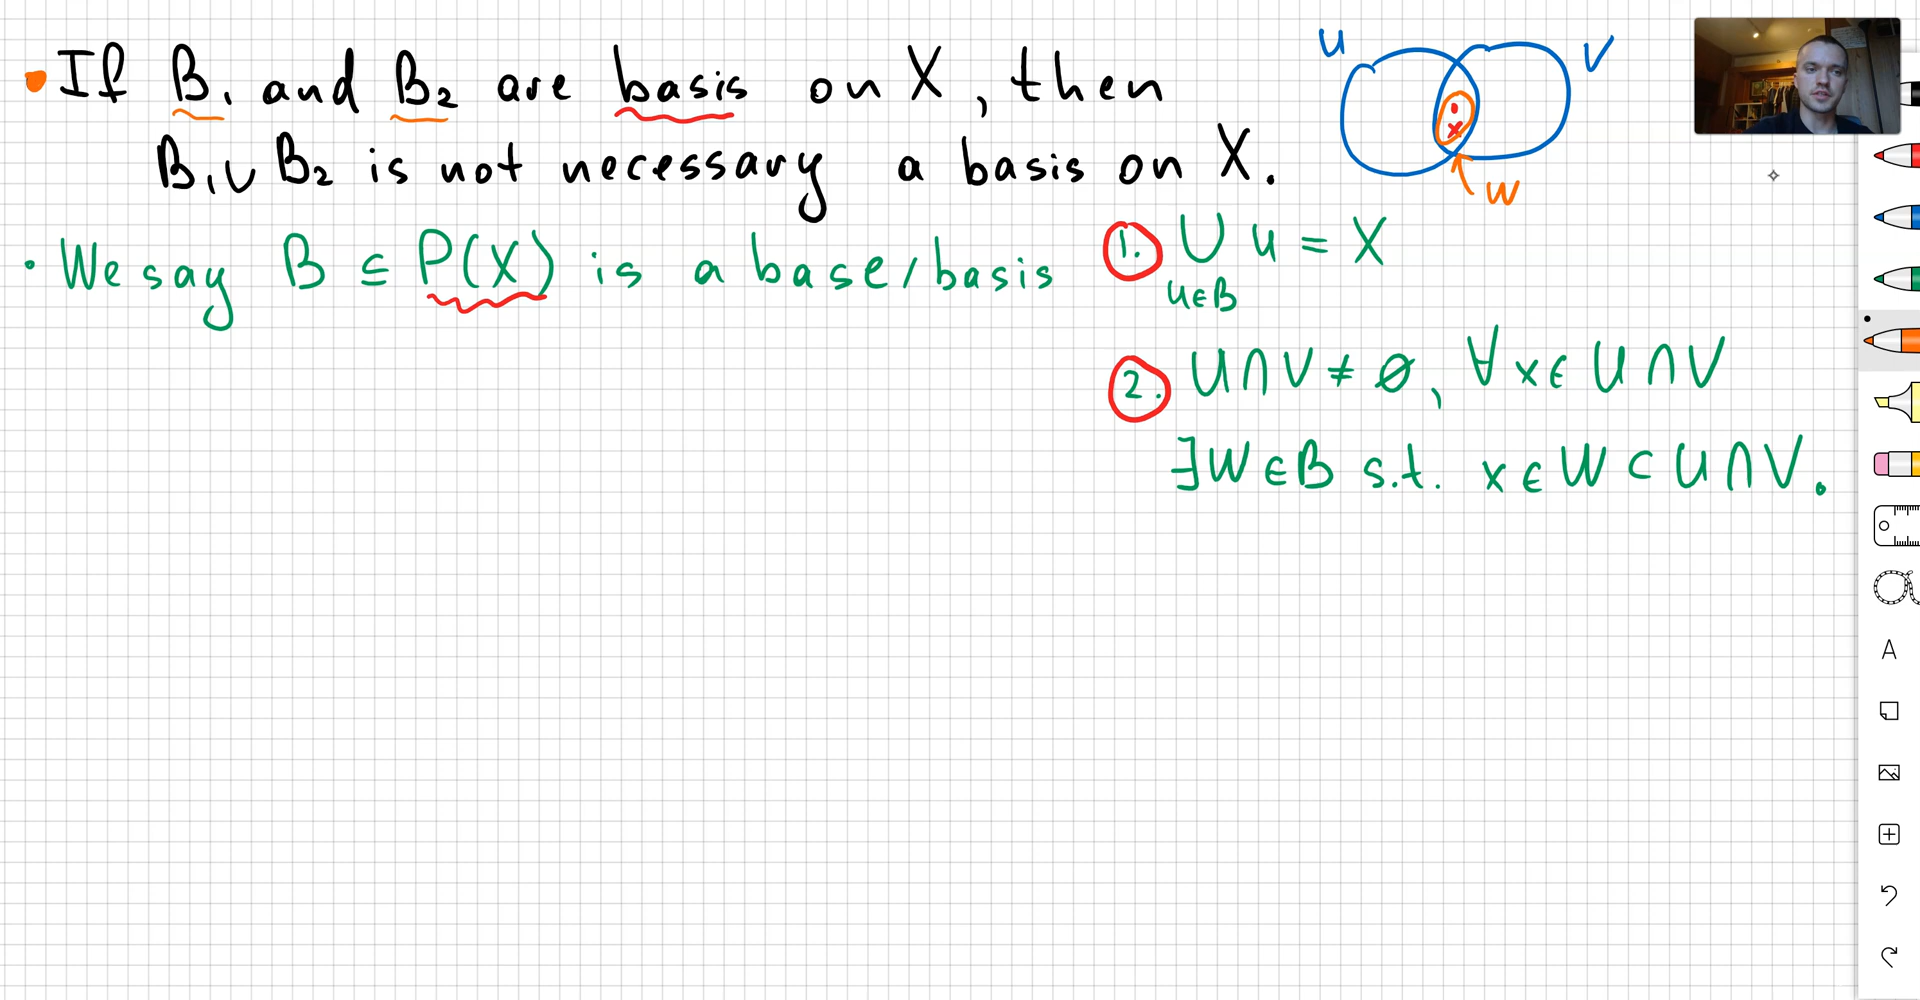 • If B₁ and B₂ are basis on X, then
B₁ ∪ B₂ is not necessary a basis on X.
U
V
x
W
• We say B ⊆ P(X) is a base/basis
1. ⋃ U = X
U∈B
2. U ∩ V ≠ ∅, ∀ x ∈ U ∩ V
∃W ∈ B s.t. x ∈ W ⊂ U ∩ V.
A